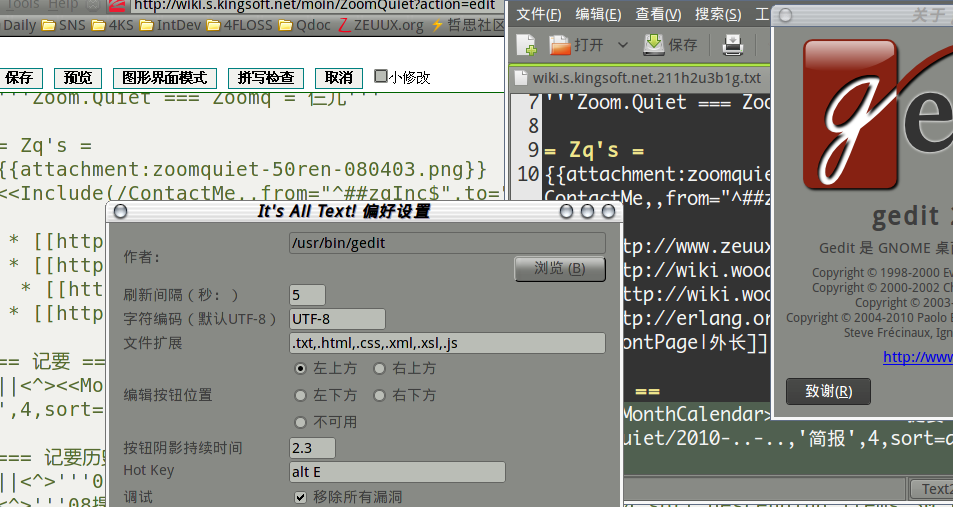 Tools Help
http://wiki.s.kingsoft.net/moin/ZoomQuiet?action=edit
Daily SNS 4KS IntDev 4FLOSS Qdoc ZEUUX.org 哲思社区
保存 预览 图形界面模式 拼写检查 取消 小修改
'''Zoom.Quiet === Zoomq = 仨儿'''
= Zq's =
{{attachment:zoomquiet-50ren-080403.png}}
<<Include(/ContactMe,,from="^##zqInc$",to="
* [[http
* [[http
* [[htt
* [[http
== 记要 ==
||<^><<Mo
',4,sort=
=== 记要历
||<^>'''0
<^>'''08
It's All Text! 偏好设置
作者:
/usr/bin/gedit
浏览 (B)
刷新间隔（秒: ）
5
字符编码（默认UTF-8）
UTF-8
文件扩展
.txt,.html,.css,.xml,.xsl,.js
编辑按钮位置
左上方 右上方
左下方 右下方
不可用
按钮阴影持续时间
2.3
Hot Key
alt E
调试
移除所有漏洞
文件(F) 编辑(E) 查看(V) 搜索(S) 工
打开 保存
wiki.s.kingsoft.net.211h2u3b1g.txt
7 '''Zoom.Quiet === Zoo
8
9 = Zq's =
10 {{attachment:zoomquie
ContactMe,,from="^##z
tp://www.zeuux
tp://wiki.wood
ttp://wiki.woo
tp://erlang.or
ontPage|外长]]
==
MonthCalendar>
uiet/2010-..-..,'简报',4,sort=d
Text2
关于
ge
gedit 2
Gedit 是 GNOME 桌面
Copyright © 1998-2000 Ev
Copyright © 2000-2002 Ch
Copyright © 2003-
Copyright © 2004-2010 Paolo B
Steve Frécinaux, Ign
http://www
致谢(R)